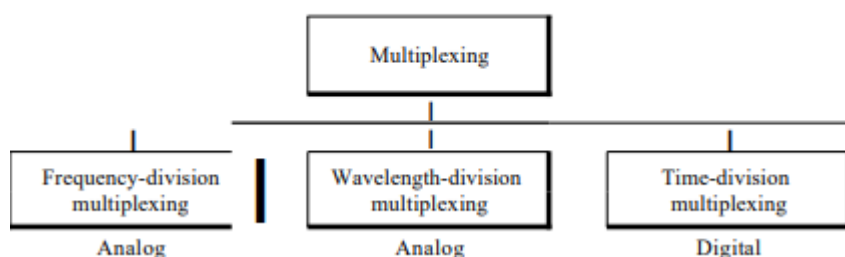 Multiplexing
Frequency-division
multiplexing
Wavelength-division
multiplexing
Time-division
multiplexing
Analog
Analog
Digital